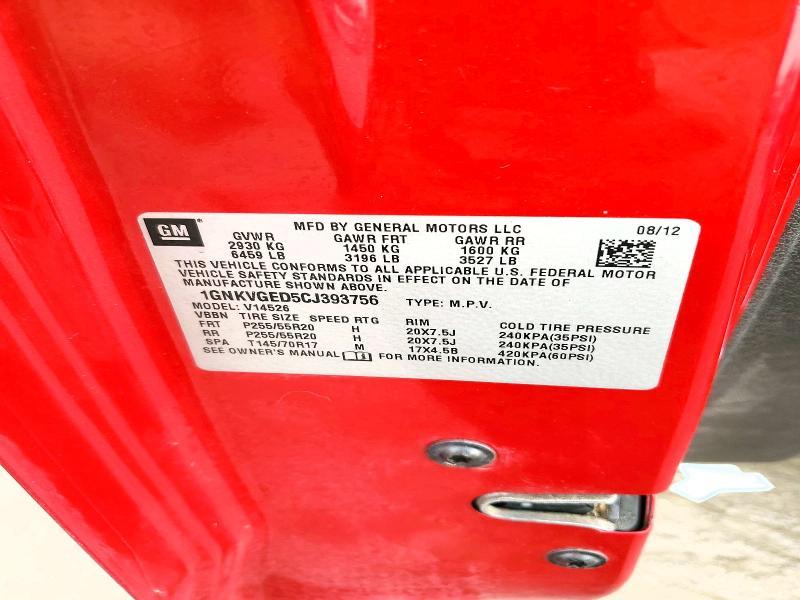 GM® MFD BY GENERAL MOTORS LLC 08/12
GVWR GAWR FRT GAWR RR
2930 KG 1450 KG 1600 KG
6459 LB 3196 LB 3527 LB
THIS VEHICLE CONFORMS TO ALL APPLICABLE U.S. FEDERAL MOTOR
VEHICLE SAFETY STANDARDS IN EFFECT ON THE DATE OF
MANUFACTURE SHOWN ABOVE.
1GNKVGED5CJ393756 TYPE: M.P.V.
MODEL: V14526
VBBN TIRE SIZE SPEED RTG RIM COLD TIRE PRESSURE
FRT P255/55R20 H 20X7.5J 240KPA(35PSI)
RR P255/55R20 H 20X7.5J 240KPA(35PSI)
SPA T145/70R17 M 17X4.5B 420KPA(60PSI)
SEE OWNER'S MANUAL FOR MORE INFORMATION.